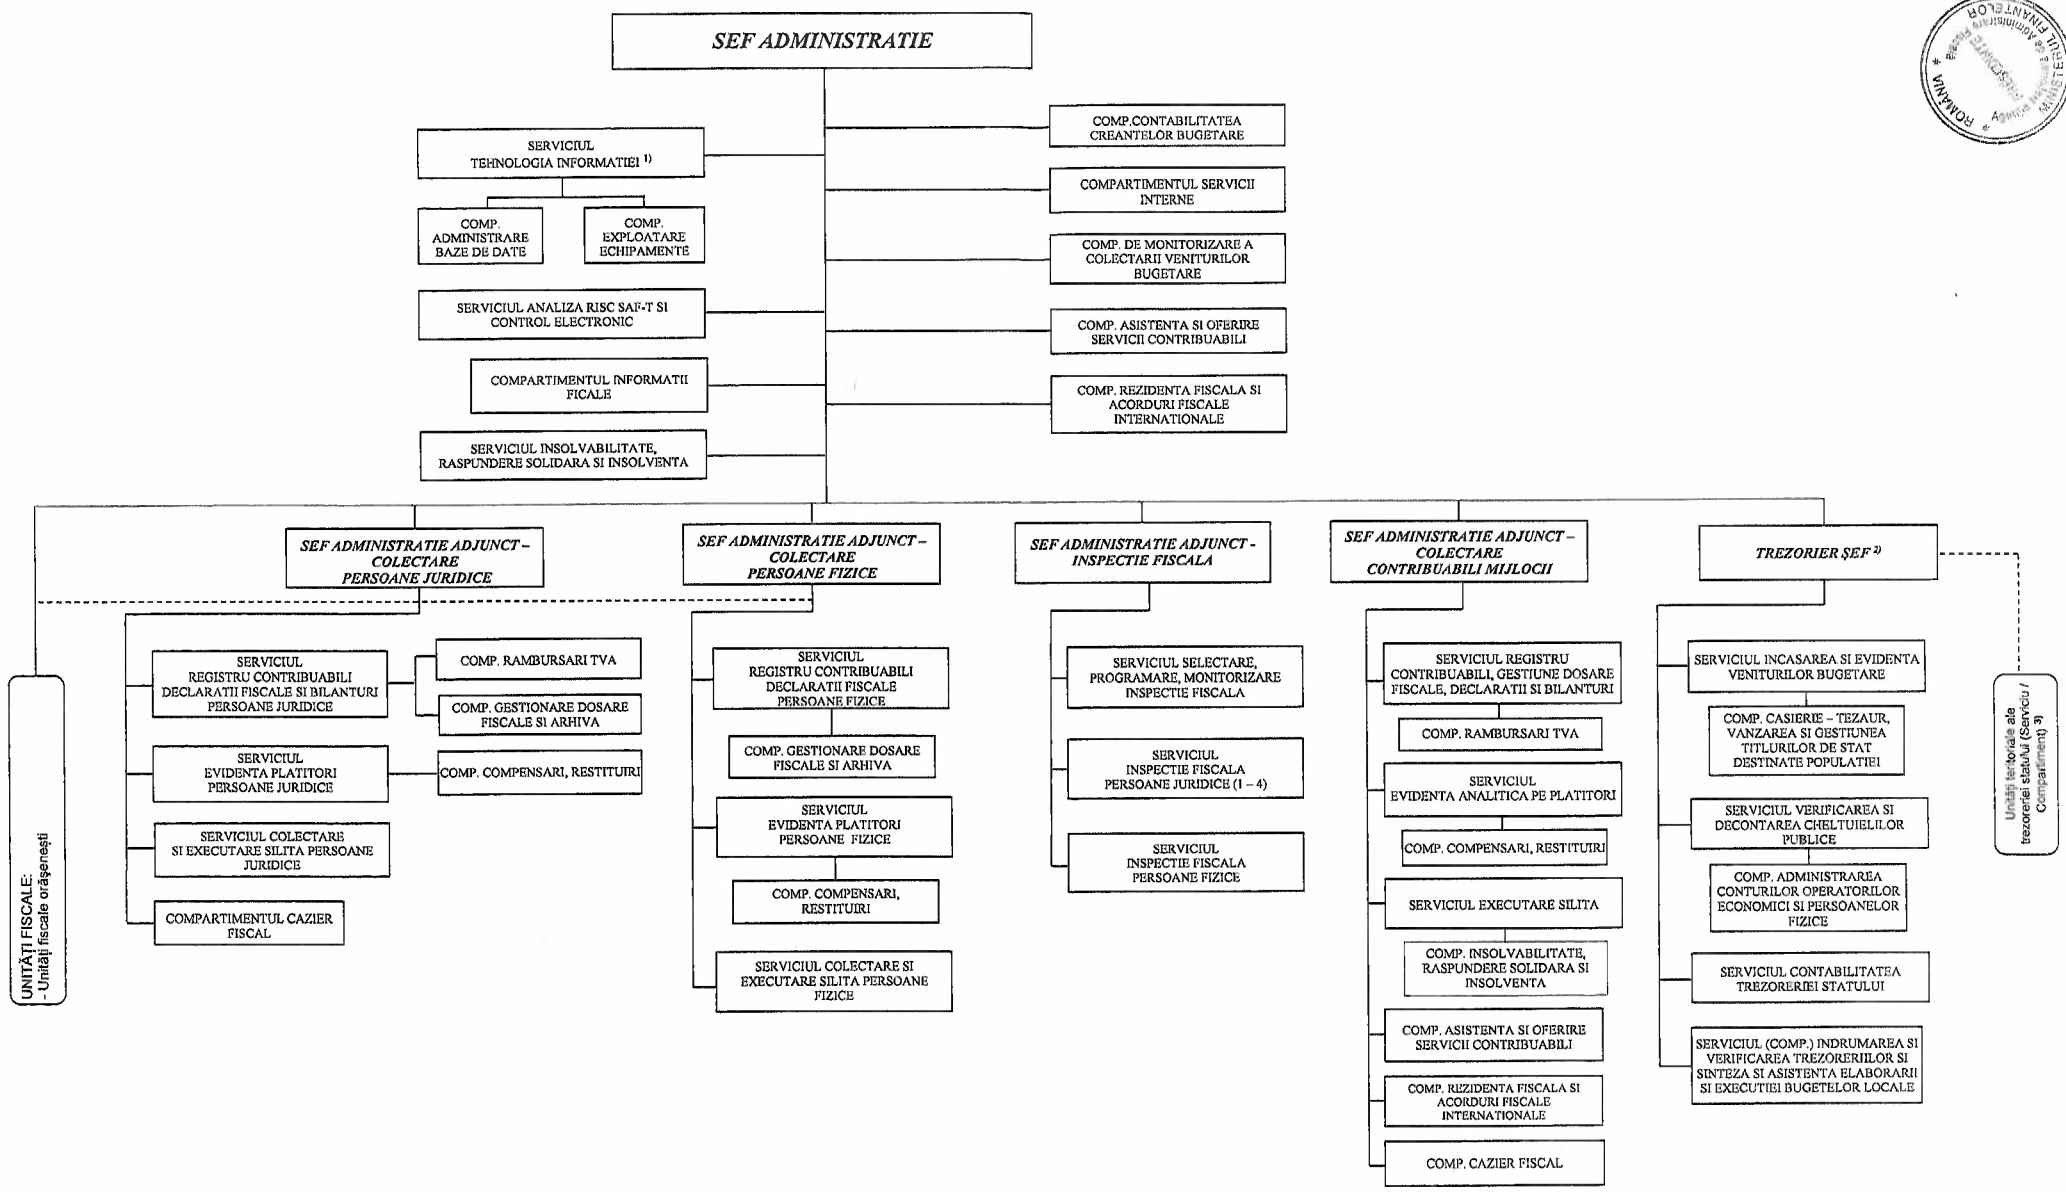 SEF ADMINISTRATIE
ROMÂNIA
MINISTERUL FINANTELOR
COMP.CONTABILITATEA
CREANTELOR BUGETARE
SERVICIUL
TEHNOLOGIA INFORMATIEI 1)
COMPARTIMENTUL SERVICII
INTERNE
COMP.
ADMINISTRARE
BAZE DE DATE
COMP.
EXPLOATARE
ECHIPAMENTE
COMP. DE MONITORIZARE A
COLECTARII VENITURILOR
BUGETARE
SERVICIUL ANALIZA RISC SAF-T SI
CONTROL ELECTRONIC
COMP. ASISTENTA SI OFERIRE
SERVICII CONTRIBUABILI
COMPARTIMENTUL INFORMATII
FICALE
COMP. REZIDENTA FISCALA SI
ACORDURI FISCALE
INTERNATIONALE
SERVICIUL INSOLVABILITATE,
RASPUNDERE SOLIDARA SI INSOLVENTA
UNITĂȚI FISCALE:
- Unități fiscale orășenești
SEF ADMINISTRATIE ADJUNCT –
COLECTARE
PERSOANE JURIDICE
SERVICIUL
REGISTRU CONTRIBUABILI
DECLARATII FISCALE SI BILANTURI
PERSOANE JURIDICE
COMP. RAMBURSARI TVA
COMP. GESTIONARE DOSARE
FISCALE SI ARHIVA
SERVICIUL
EVIDENTA PLATITORI
PERSOANE JURIDICE
COMP. COMPENSARI, RESTITUIRI
SERVICIUL COLECTARE
SI EXECUTARE SILITA PERSOANE
JURIDICE
COMPARTIMENTUL CAZIER
FISCAL
SEF ADMINISTRATIE ADJUNCT –
COLECTARE
PERSOANE FIZICE
SERVICIUL
REGISTRU CONTRIBUABILI
DECLARATII FISCALE
PERSOANE FIZICE
COMP. GESTIONARE DOSARE
FISCALE SI ARHIVA
SERVICIUL
EVIDENTA PLATITORI
PERSOANE FIZICE
COMP. COMPENSARI,
RESTITUIRI
SERVICIUL COLECTARE SI
EXECUTARE SILITA PERSOANE
FIZICE
SEF ADMINISTRATIE ADJUNCT -
INSPECTIE FISCALA
SERVICIUL SELECTARE,
PROGRAMARE, MONITORIZARE
INSPECTIE FISCALA
SERVICIUL
INSPECTIE FISCALA
PERSOANE JURIDICE (1 – 4)
SERVICIUL
INSPECTIE FISCALA
PERSOANE FIZICE
SEF ADMINISTRATIE ADJUNCT –
COLECTARE
CONTRIBUABILI MIJLOCII
SERVICIUL REGISTRU
CONTRIBUABILI, GESTIUNE DOSARE
FISCALE, DECLARATII SI BILANTURI
COMP. RAMBURSARI TVA
SERVICIUL
EVIDENTA ANALITICA PE PLATITORI
COMP. COMPENSARI, RESTITUIRI
SERVICIUL EXECUTARE SILITA
COMP. INSOLVABILITATE,
RASPUNDERE SOLIDARA SI
INSOLVENTA
COMP. ASISTENTA SI OFERIRE
SERVICII CONTRIBUABILI
COMP. REZIDENTA FISCALA SI
ACORDURI FISCALE
INTERNATIONALE
COMP. CAZIER FISCAL
TREZORIER ȘEF 2)
SERVICIUL INCASAREA SI EVIDENTA
VENITURILOR BUGETARE
COMP. CASIERIE – TEZAUR,
VANZAREA SI GESTIUNEA
TITLURILOR DE STAT
DESTINATE POPULATIEI
SERVICIUL VERIFICAREA SI
DECONTAREA CHELTUIELILOR
PUBLICE
COMP. ADMINISTRAREA
CONTURILOR OPERATORILOR
ECONOMICI SI PERSOANELOR
FIZICE
SERVICIUL CONTABILITATEA
TREZORERIEI STATULUI
SERVICIUL (COMP.) INDRUMAREA SI
VERIFICAREA TREZORERIILOR SI
SINTEZA SI ASISTENTA ELABORARII
SI EXECUTIEI BUGETELOR LOCALE
Unități teritoriale ale
trezoreriei statului (Serviciu /
Compartiment) 3)